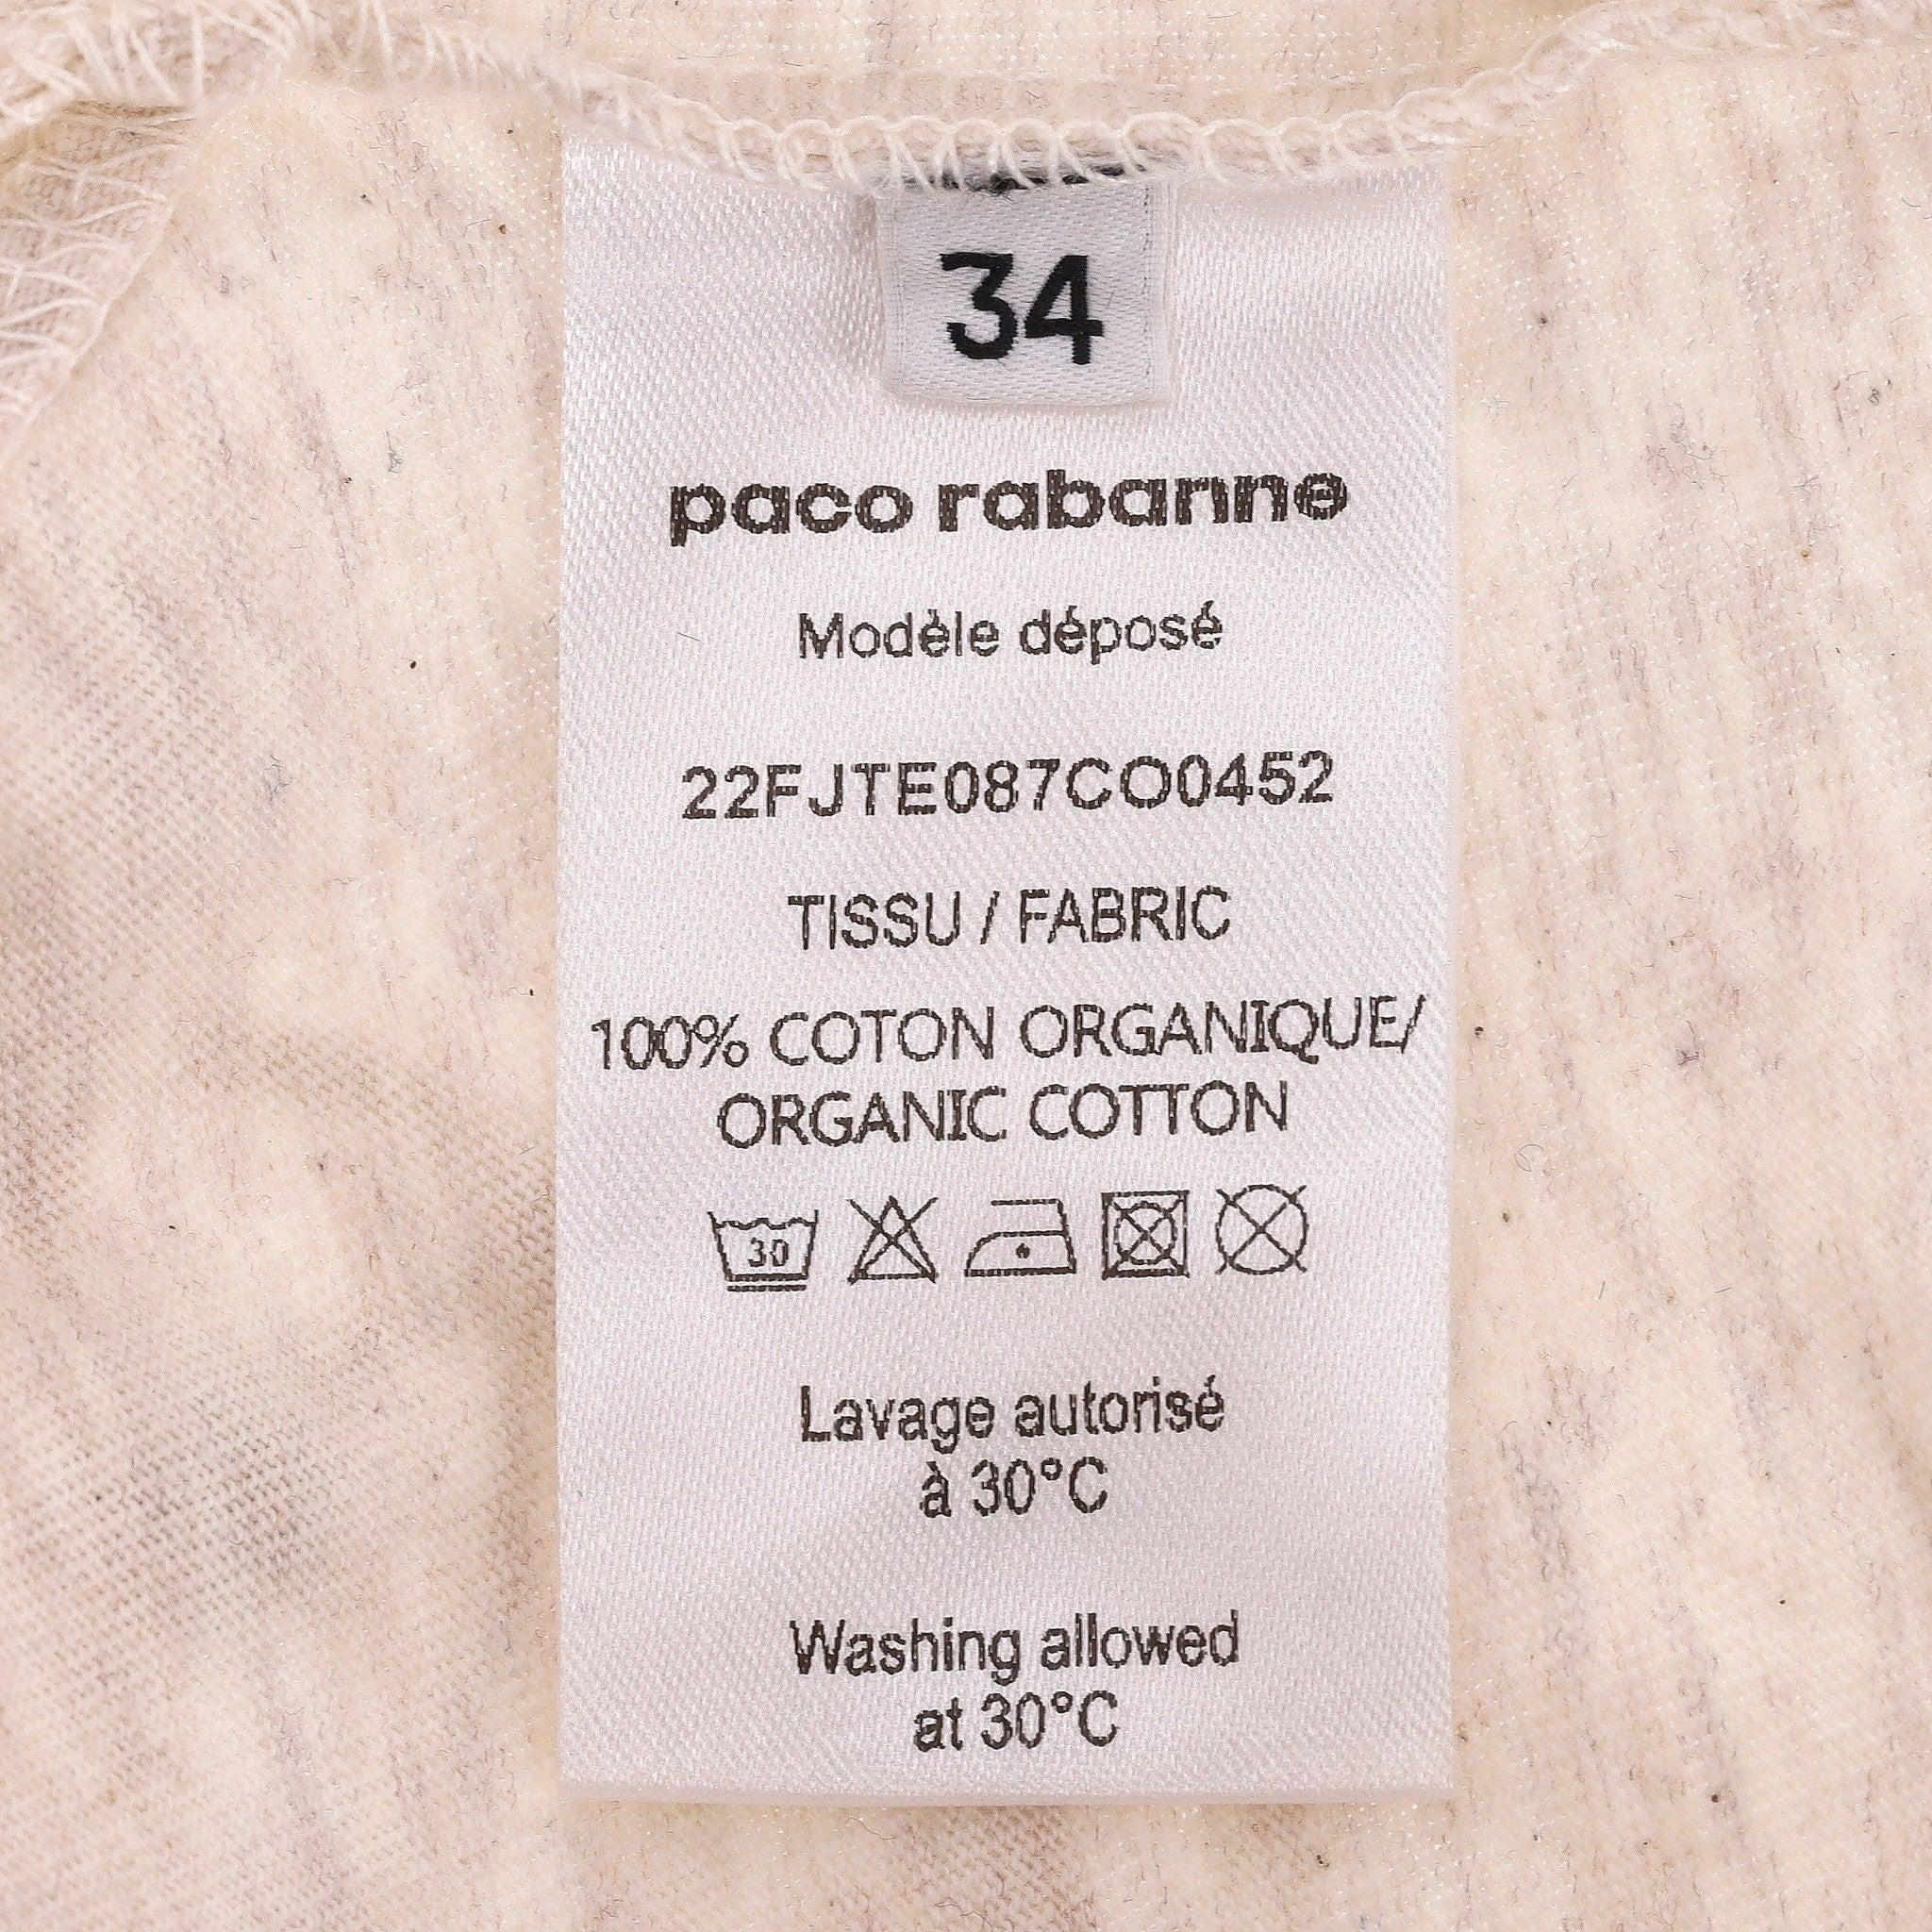 34
paco rabanne
Modèle déposé
22FJTE087CO0452
TISSU / FABRIC
100% COTON ORGANIQUE/
ORGANIC COTTON
30
Lavage autorisé
à 30°C
Washing allowed
at 30°C